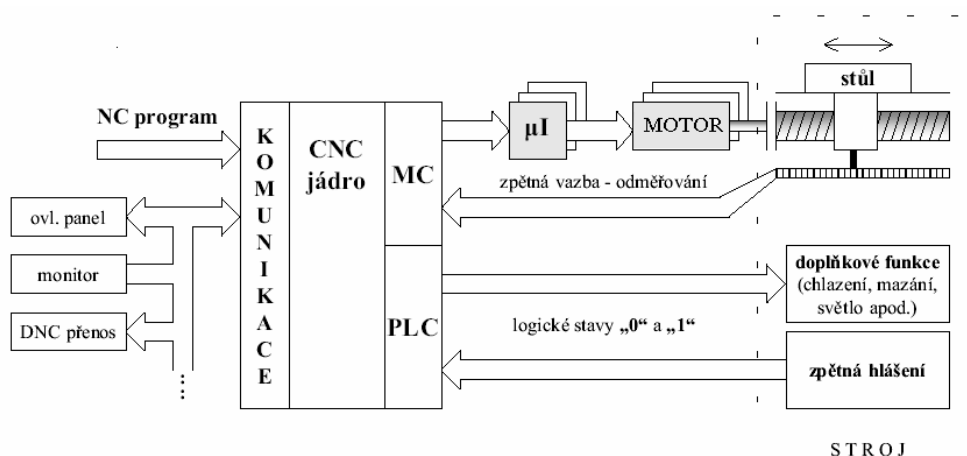 NC program
ovl. panel
monitor
DNC přenos
KOMUNIKACE
CNC
jádro
MC
PLC
µI
MOTOR
stůl
zpětná vazba - odměřování
doplňkové funkce
(chlazení, mazání,
světlo apod.)
logické stavy „0“ a „1“
zpětná hlášení
S T R O J